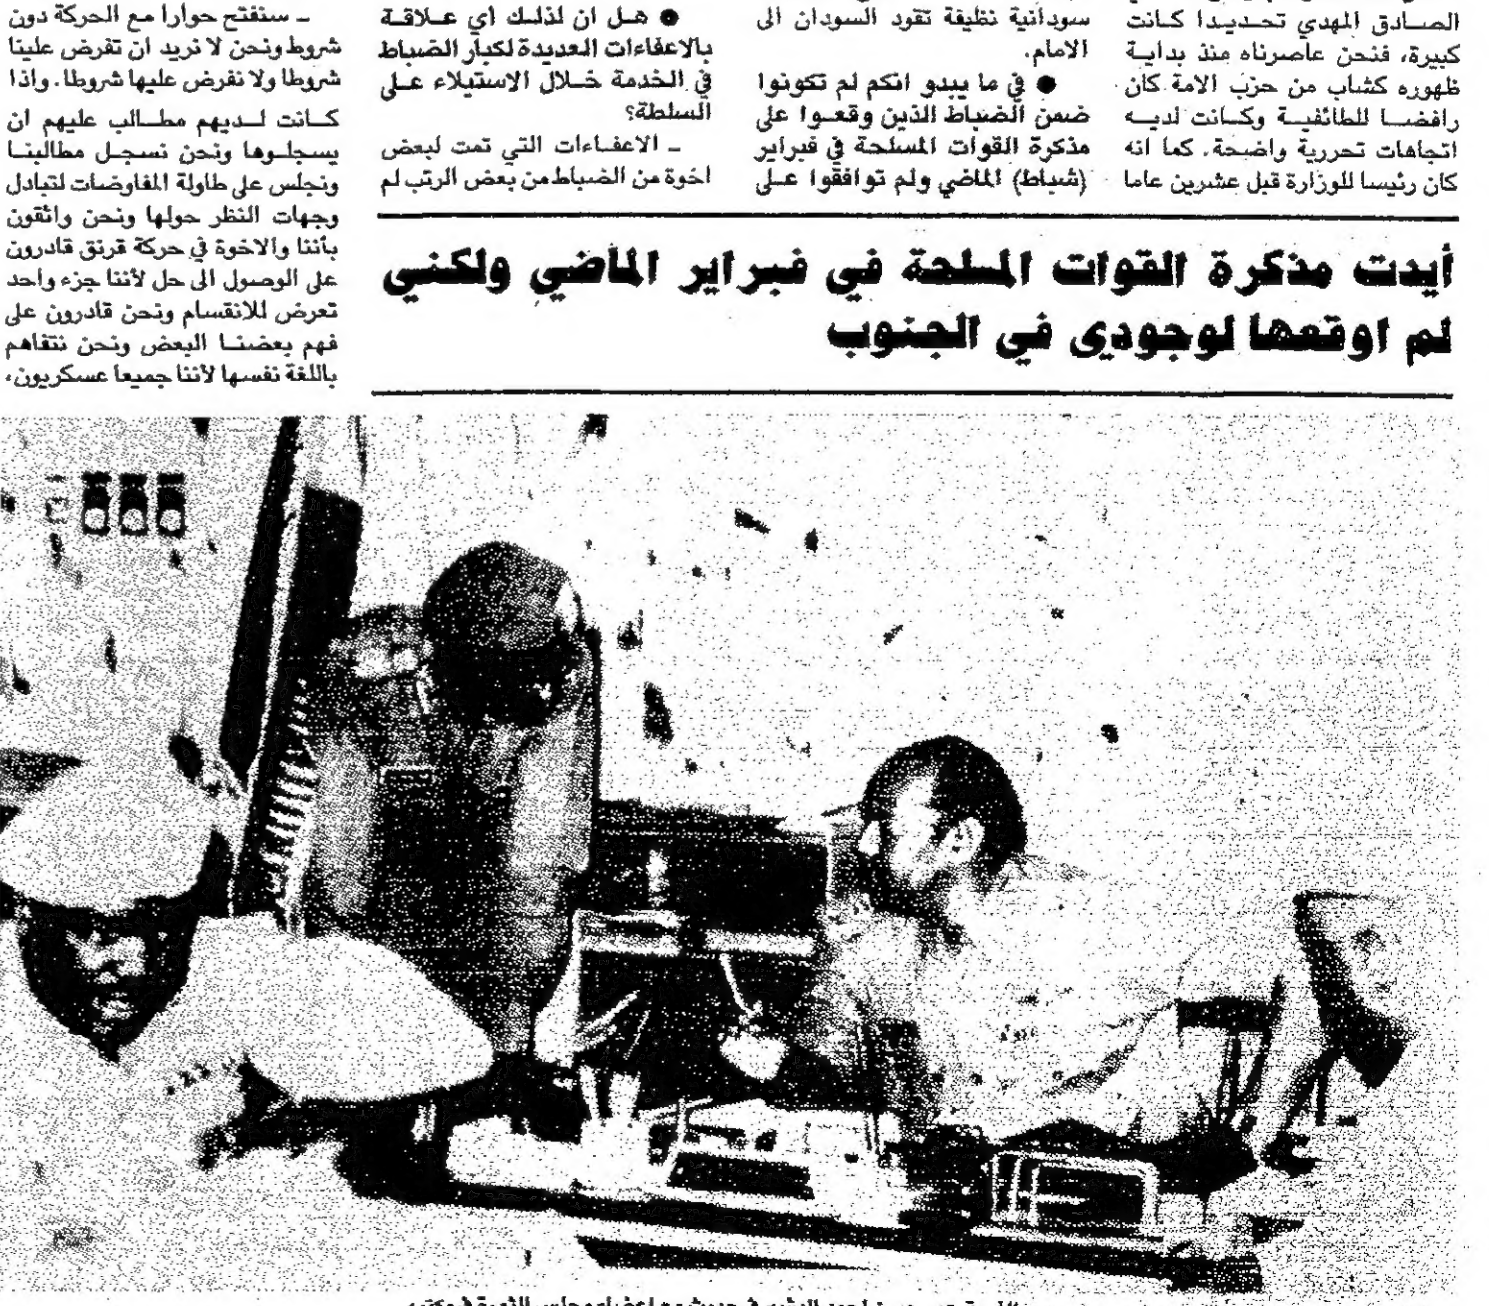 الصادق المهدي تحديدا كانت
كبيرة، فنحن عاصرناه منذ بداية
ظهوره كشاب من حزب الامة كان
رافضا للطائفية وكانت لديه
اتجاهات تحررية واضحة. كما انه
كان رئيسا للوزارة قبل عشرين عاما
سودانية نظيفة تقود السودان الى
الامام.
● في ما يبدو انكم لم تكونوا
ضمن الضباط الذين وقعوا على
مذكرة القوات المسلحة في فبراير
(شباط) الماضي ولم توافقوا على
● هل ان لذلك اي علاقة
بالاعفاءات العديدة لكبار الضباط
في الخدمة خلال الاستيلاء على
السلطة؟
ـ الاعفاءات التي تمت لبعض
اخوة من الضباط من بعض الرتب لم
ـ سنفتح حوارا مع الحركة دون
شروط ونحن لا نريد ان تفرض علينا
شروطا ولا نفرض عليها شروطا. واذا
كانت لديهم مطالب عليهم ان
يسجلوها ونحن نسجل مطالبنا
ونجلس على طاولة المفاوضات لتبادل
وجهات النظر حولها ونحن واثقون
بأننا والاخوة في حركة قرنق قادرون
على الوصول الى حل لأننا جزء واحد
تعرض للانقسام ونحن قادرون على
فهم بعضنا البعض ونحن نتفاهم
باللغة نفسها لأننا جميعا عسكريون،
أيدت مذكرة القوات المسلحة في فبراير الماضي ولكني
لم اوقعها لوجودى في الجنوب